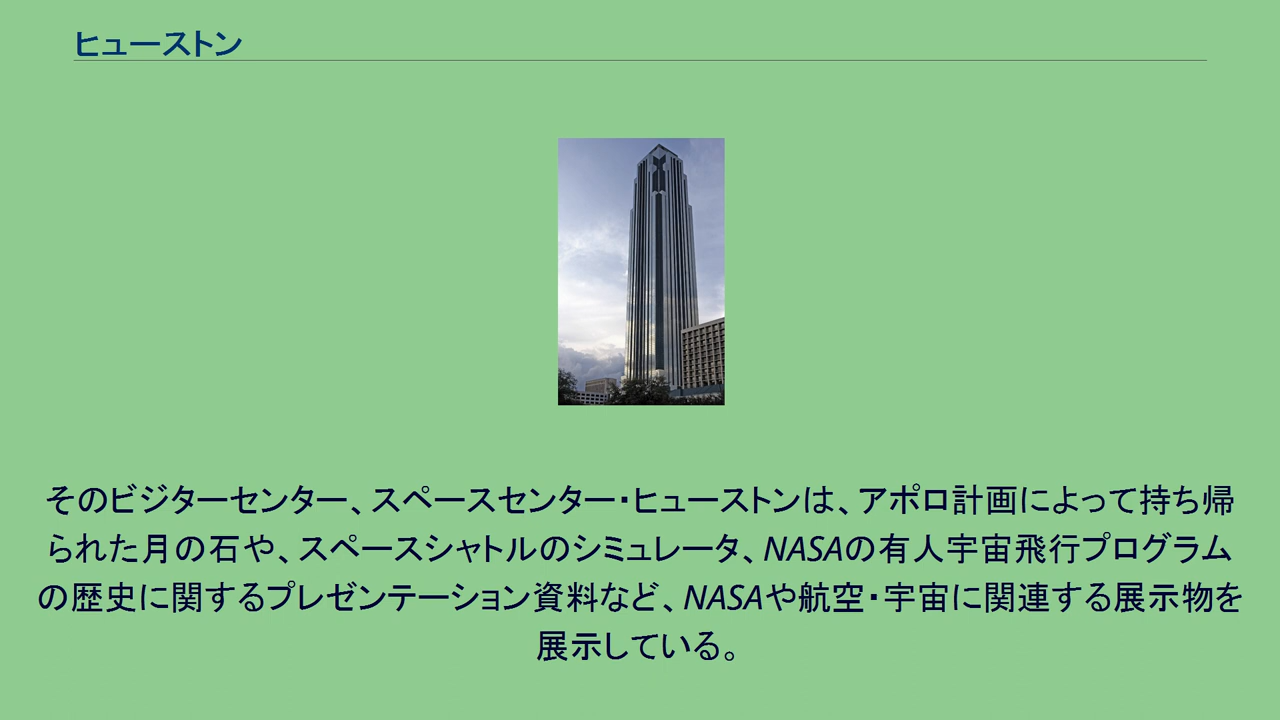 ヒューストン
そのビジターセンター、スペースセンター・ヒューストンは、アポロ計画によって持ち帰
られた月の石や、スペースシャトルのシミュレータ、NASAの有人宇宙飛行プログラム
の歴史に関するプレゼンテーション資料など、NASAや航空・宇宙に関連する展示物を
展示している。